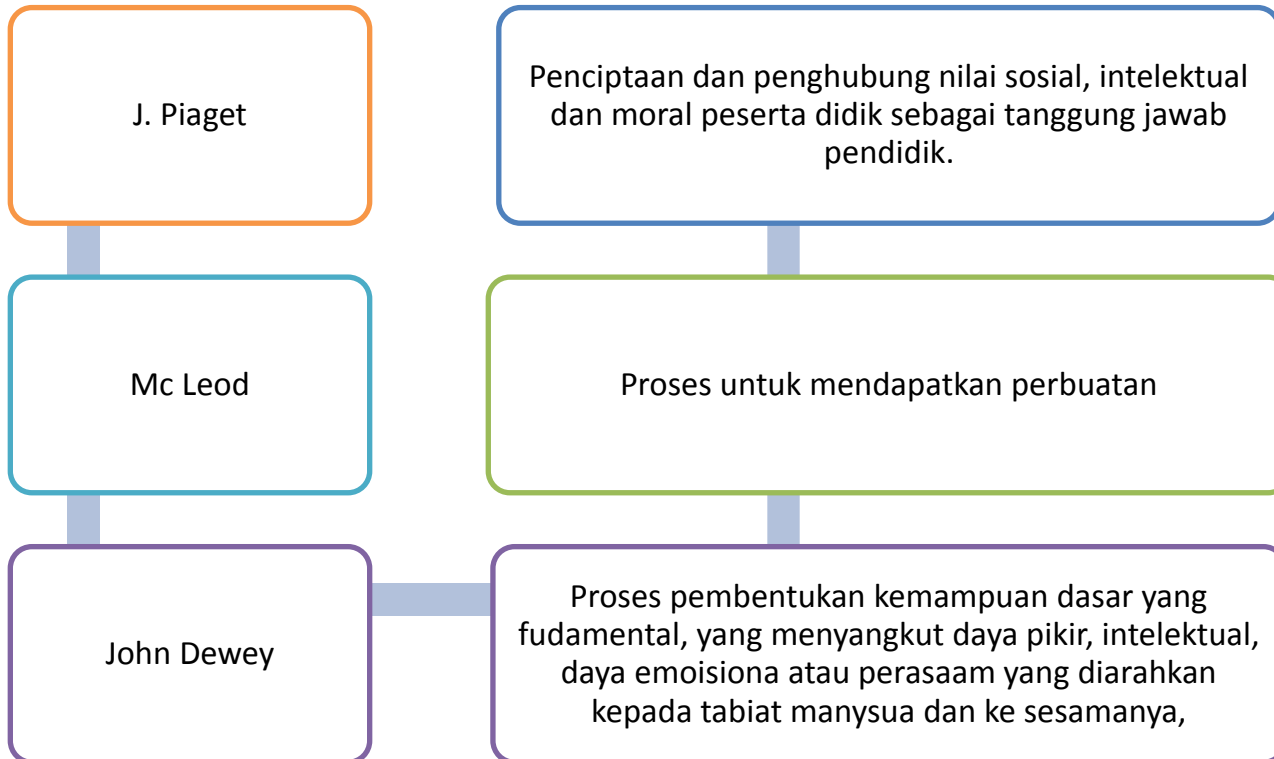 J. Piaget
Penciptaan dan penghubung nilai sosial, intelektual
dan moral peserta didik sebagai tanggung jawab
pendidik.
Mc Leod
Proses untuk mendapatkan perbuatan
John Dewey
Proses pembentukan kemampuan dasar yang
fudamental, yang menyangkut daya pikir, intelektual,
daya emoisiona atau perasaam yang diarahkan
kepada tabiat manysua dan ke sesamanya,